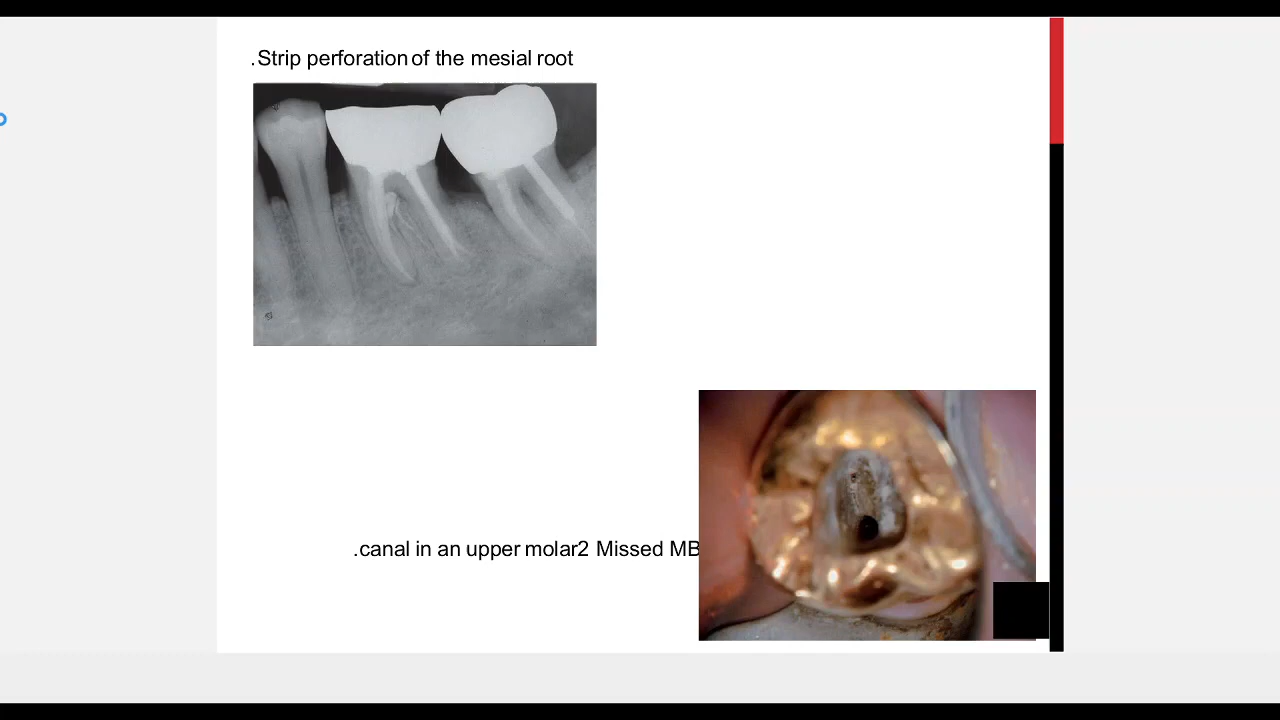 .Strip perforation of the mesial root
.canal in an upper molar2 Missed MB